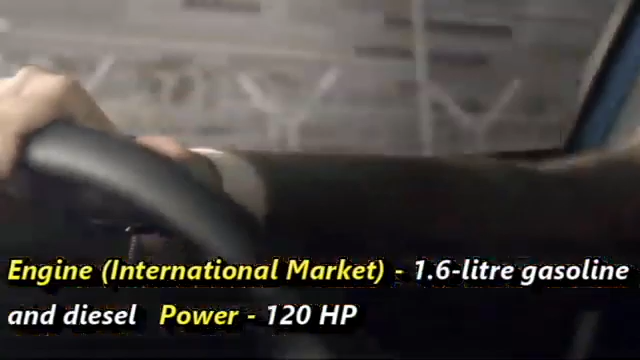 Engine (International Market) - 1.6-litre gasoline
and diesel Power - 120 HP